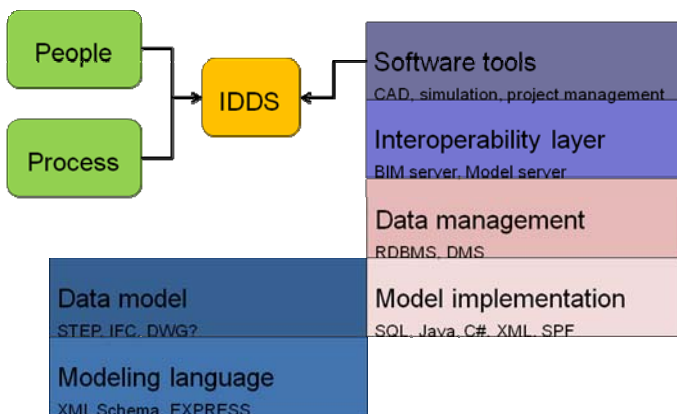 People
Process
IDDS
Software tools
CAD, simulation, project management
Interoperability layer
BIM server, Model server
Data management
RDBMS, DMS
Data model
STEP, IFC, DWG?
Model implementation
SQL, Java, C#, XML, SPF
Modeling language
XML Schema, EXPRESS